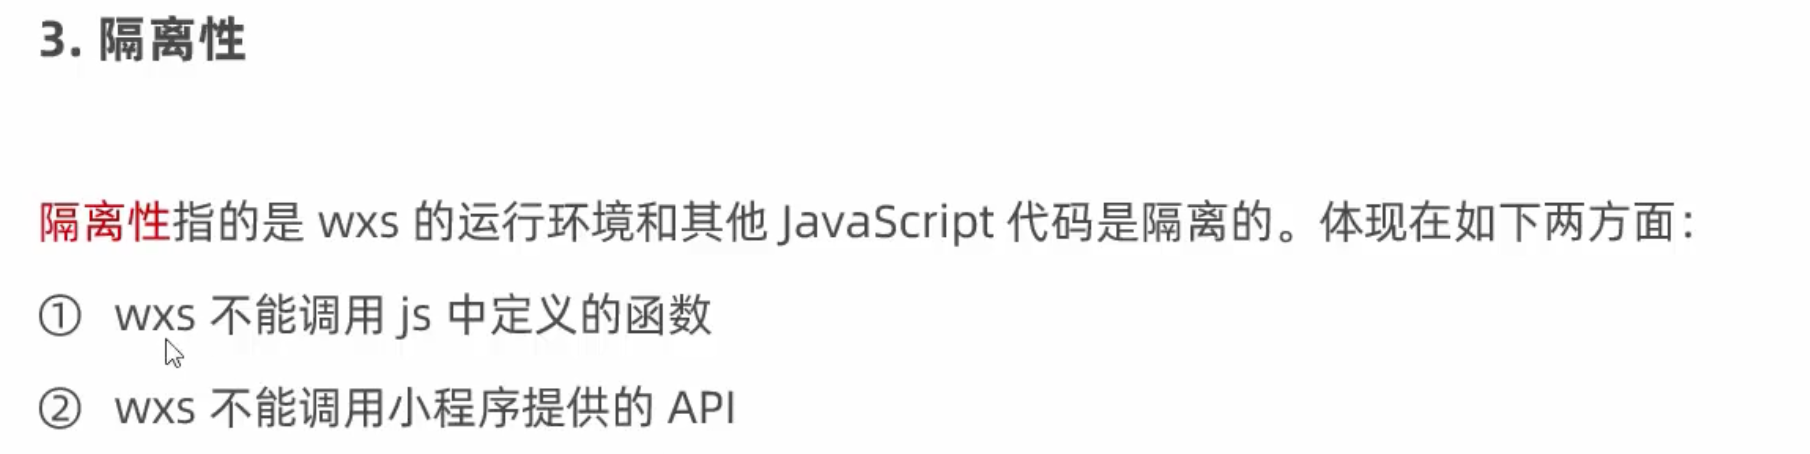 3. 隔离性
隔离性指的是 wxs 的运行环境和其他 JavaScript 代码是隔离的。体现在如下两方面：
① wxs 不能调用 js 中定义的函数
② wxs 不能调用小程序提供的 API